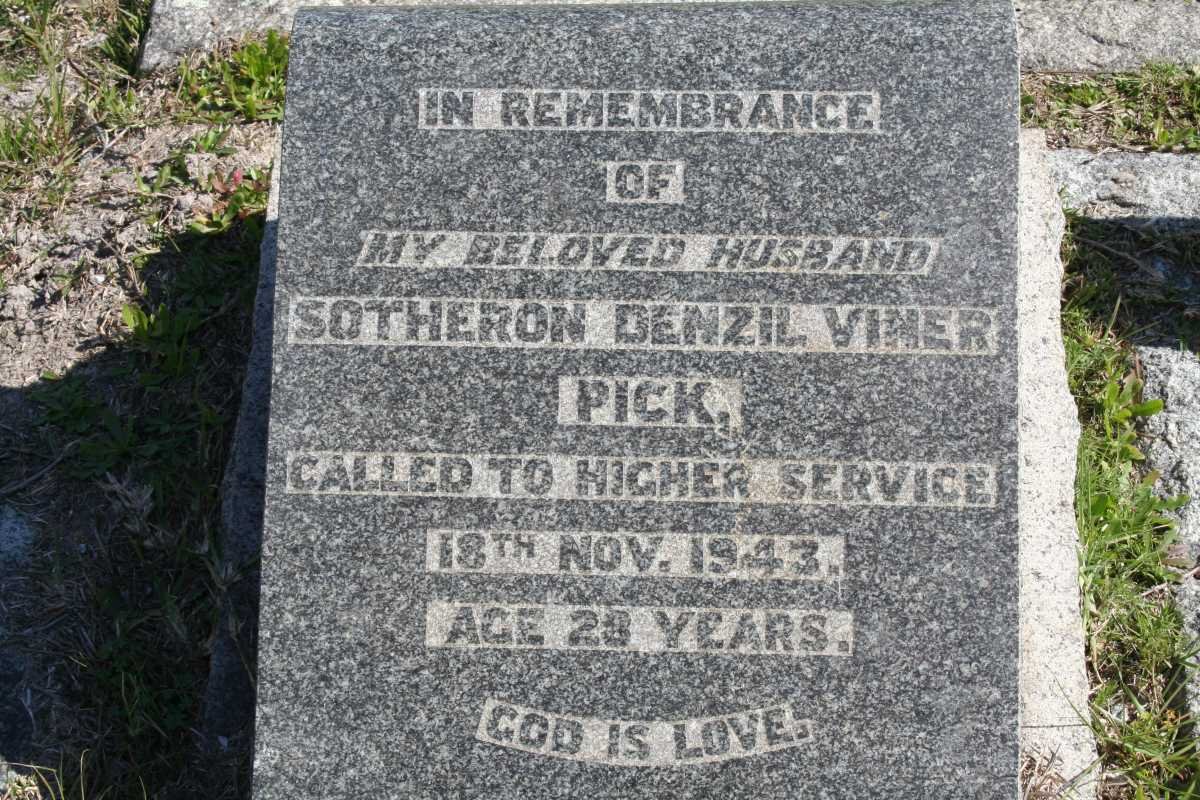 IN REMEMBRANCE
OF
MY BELOVED HUSBAND
SOTHERON DENZIL VINER
PICK,
CALLED TO HIGHER SERVICE
18TH NOV. 1943.
AGE 28 YEARS.
GOD IS LOVE.